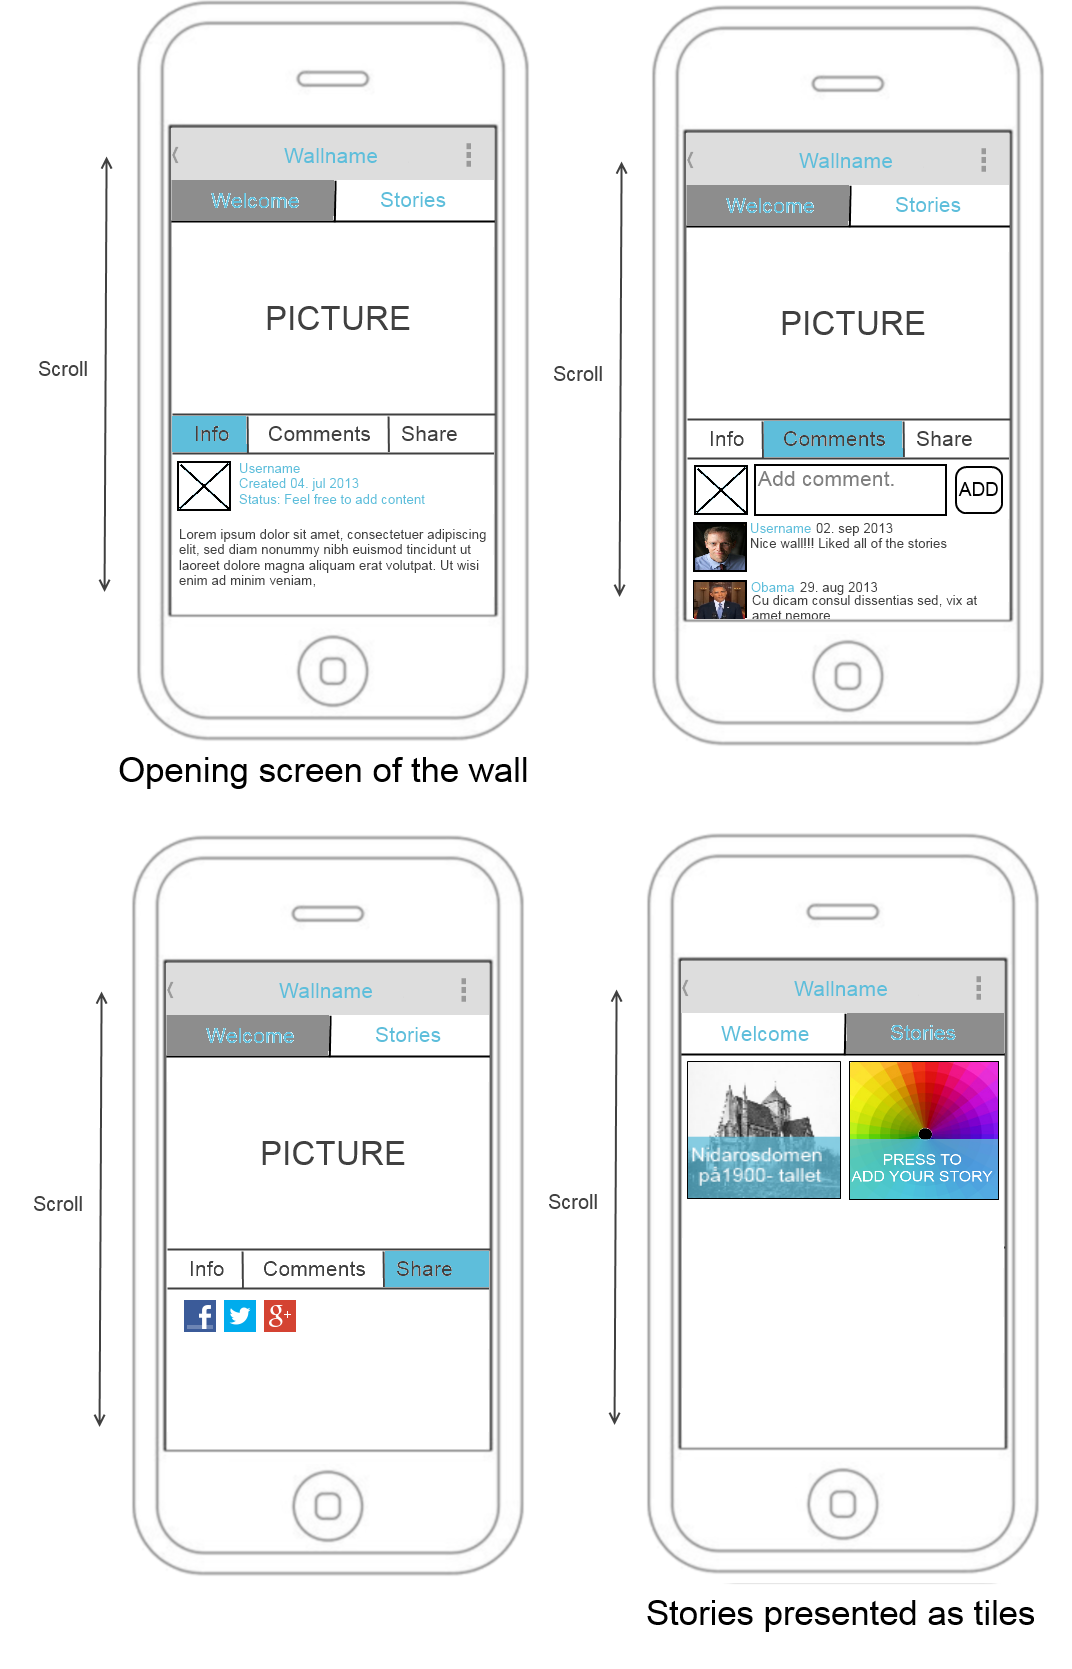 Wallname
Welcome
Stories
PICTURE
Scroll
Info
Comments
Share
Username
Created 04. jul 2013
Status: Feel free to add content
Lorem ipsum dolor sit amet, consectetuer adipiscing
elit, sed diam nonummy nibh euismod tincidunt ut
laoreet dolore magna aliquam erat volutpat. Ut wisi
enim ad minim veniam,
Opening screen of the wall
Wallname
Welcome
Stories
PICTURE
Scroll
Info
Comments
Share
Add comment.
ADD
Username 02. sep 2013
Nice wall!!! Liked all of the stories
Obama 29. aug 2013
Cu dicam consul dissentias sed, vix at
amet nemore
Wallname
Welcome
Stories
PICTURE
Scroll
Info
Comments
Share
f
g+
Wallname
Welcome
Stories
Scroll
Nidarosdomen
på1900- tallet
PRESS TO
ADD YOUR STORY
Stories presented as tiles